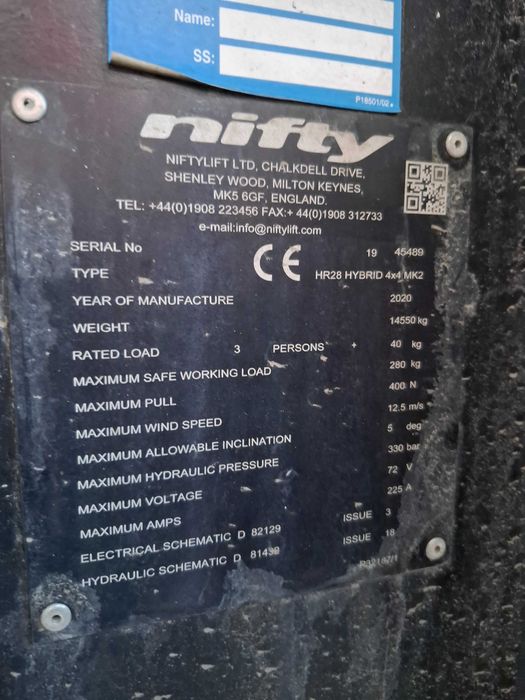 Name:
SS:
P18501/02
nifty
NIFTYLIFT LTD, CHALKDELL DRIVE,
SHENLEY WOOD, MILTON KEYNES,
MK5 6GF, ENGLAND.
TEL: +44(0)1908 223456 FAX:+ 44(0)1908 312733
e-mail:info@niftylift.com
CE
SERIAL No 19 45489
TYPE HR28 HYBRID 4x4 MK2
YEAR OF MANUFACTURE 2020
WEIGHT 14550 kg
RATED LOAD 3 PERSONS + 40 kg
MAXIMUM SAFE WORKING LOAD 280 kg
MAXIMUM PULL 400 N
MAXIMUM WIND SPEED 12.5 m/s
MAXIMUM ALLOWABLE INCLINATION 5 deg
MAXIMUM HYDRAULIC PRESSURE 330 bar
MAXIMUM VOLTAGE 72 V
MAXIMUM AMPS 225 A
ELECTRICAL SCHEMATIC D 82129 ISSUE 3
HYDRAULIC SCHEMATIC D 81439 ISSUE 18
P32187/1